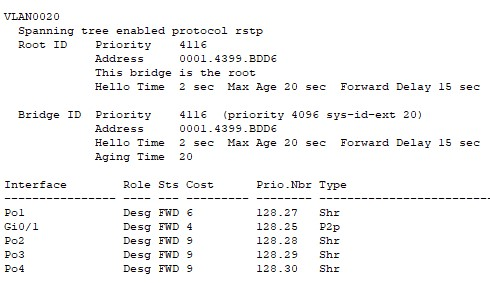 VLAN0020
  Spanning tree enabled protocol rstp
  Root ID    Priority    4116
             Address     0001.4399.BDD6
             This bridge is the root
             Hello Time  2 sec  Max Age 20 sec  Forward Delay 15 sec

  Bridge ID  Priority    4116  (priority 4096 sys-id-ext 20)
             Address     0001.4399.BDD6
             Hello Time  2 sec  Max Age 20 sec  Forward Delay 15 sec
             Aging Time  20

Interface        Role Sts Cost      Prio.Nbr Type
---------------- ---- --- --------- -------- --------------------------------
Po1              Desg FWD 6         128.27   Shr
Gi0/1            Desg FWD 4         128.25   P2p
Po2              Desg FWD 9         128.28   Shr
Po3              Desg FWD 9         128.29   Shr
Po4              Desg FWD 9         128.30   Shr